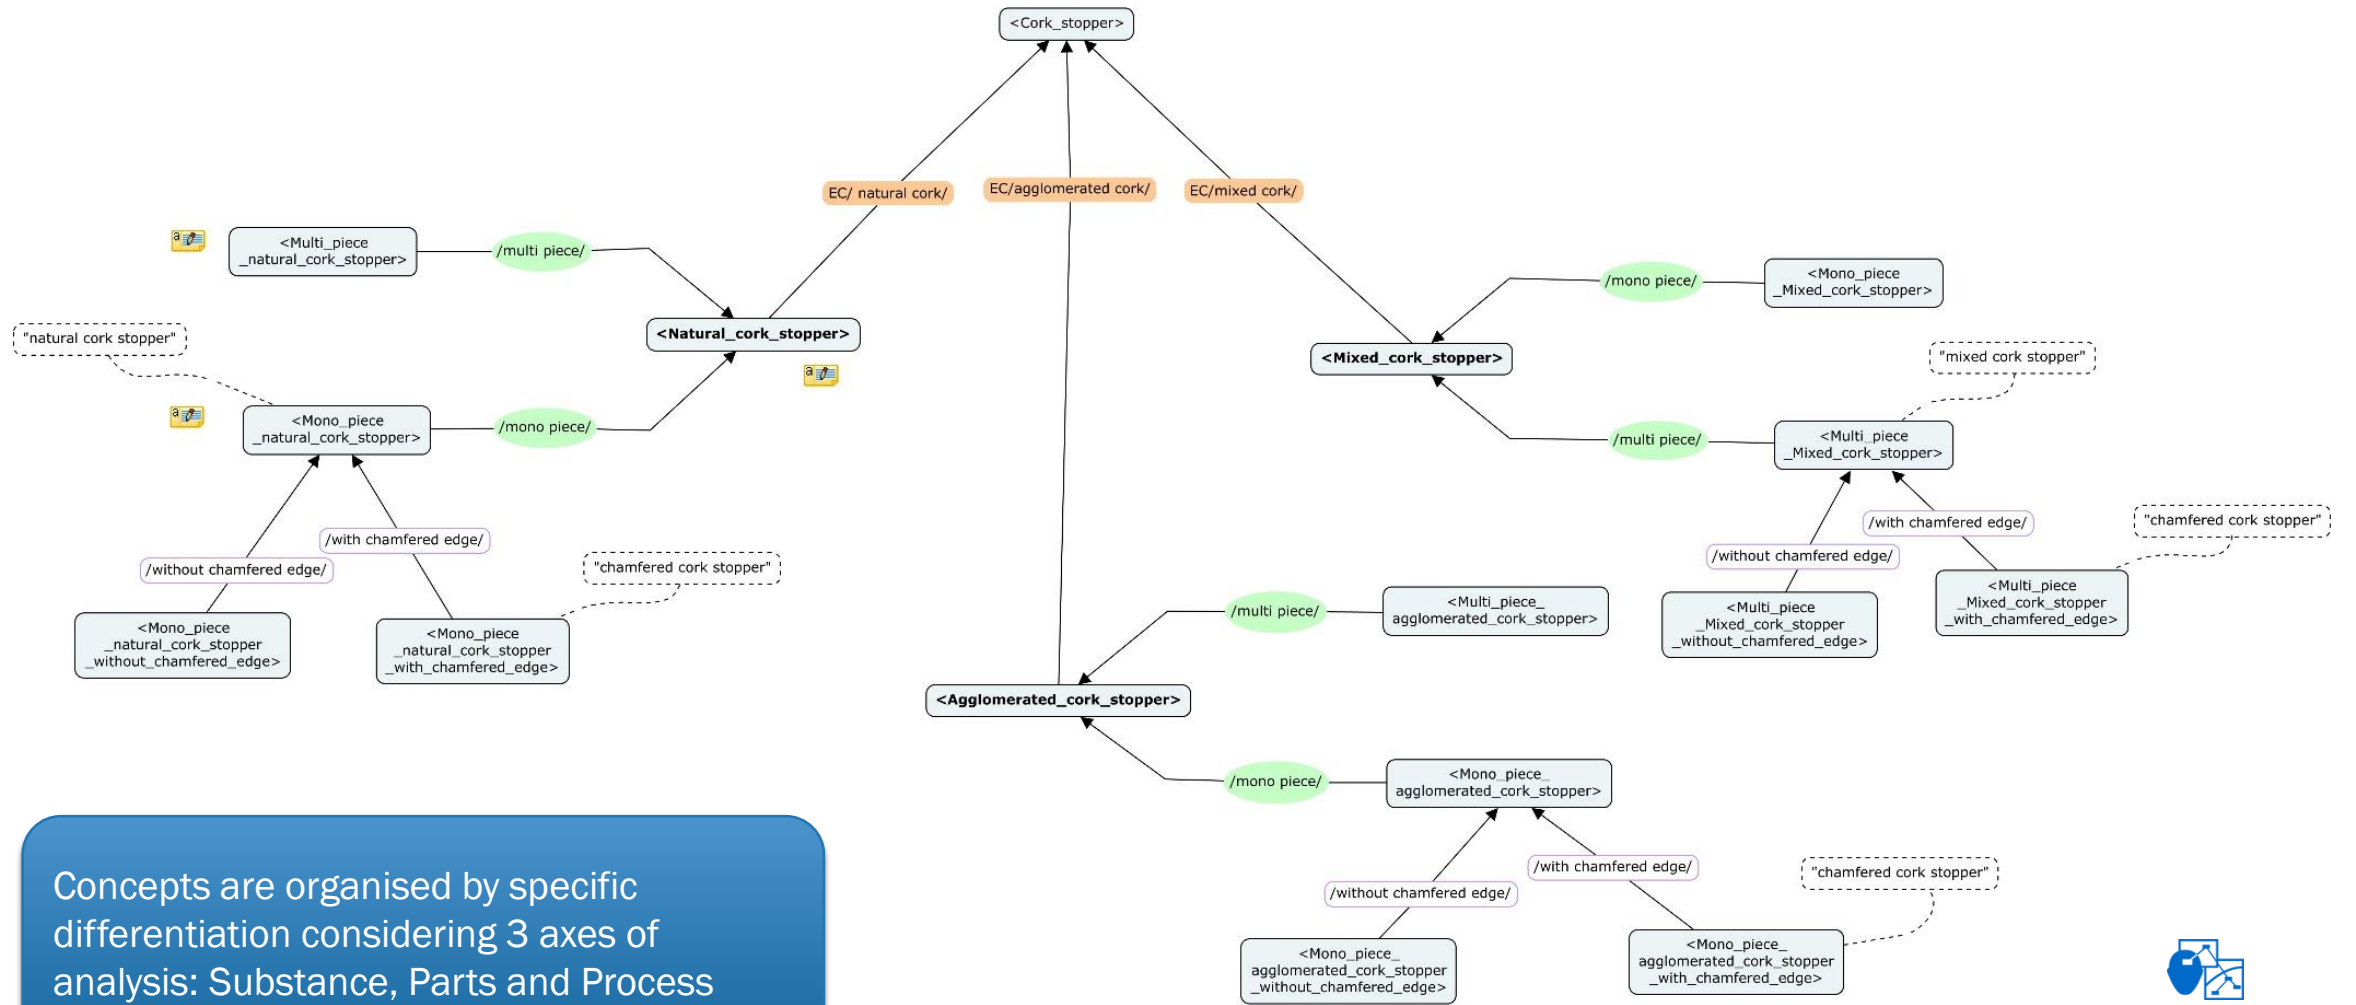 <Cork_stopper>
EC/ natural cork/
EC/agglomerated cork/
EC/mixed cork/
<Multi_piece
_natural_cork_stopper>
/multi piece/
<Natural_cork_stopper>
"natural cork stopper"
<Mono_piece
_natural_cork_stopper>
/mono piece/
/without chamfered edge/
/with chamfered edge/
"chamfered cork stopper"
<Mono_piece
_natural_cork_stopper
_without_chamfered_edge>
<Mono_piece
_natural_cork_stopper
_with_chamfered_edge>
/mono piece/
<Mono_piece
_Mixed_cork_stopper>
<Mixed_cork_stopper>
"mixed cork stopper"
/multi piece/
<Multi_piece
_Mixed_cork_stopper>
/with chamfered edge/
"chamfered cork stopper"
/without chamfered edge/
<Multi_piece
_Mixed_cork_stopper
_without_chamfered_edge>
<Multi_piece
_Mixed_cork_stopper
_with_chamfered_edge>
/multi piece/
<Multi_piece_
agglomerated_cork_stopper>
<Agglomerated_cork_stopper>
/mono piece/
<Mono_piece_
agglomerated_cork_stopper>
/with chamfered edge/
"chamfered cork stopper"
/without chamfered edge/
<Mono_piece_
agglomerated_cork_stopper
_without_chamfered_edge>
<Mono_piece_
agglomerated_cork_stopper
_with_chamfered_edge>
Concepts are organised by specific
differentiation considering 3 axes of
analysis: Substance, Parts and Process
a
a
a